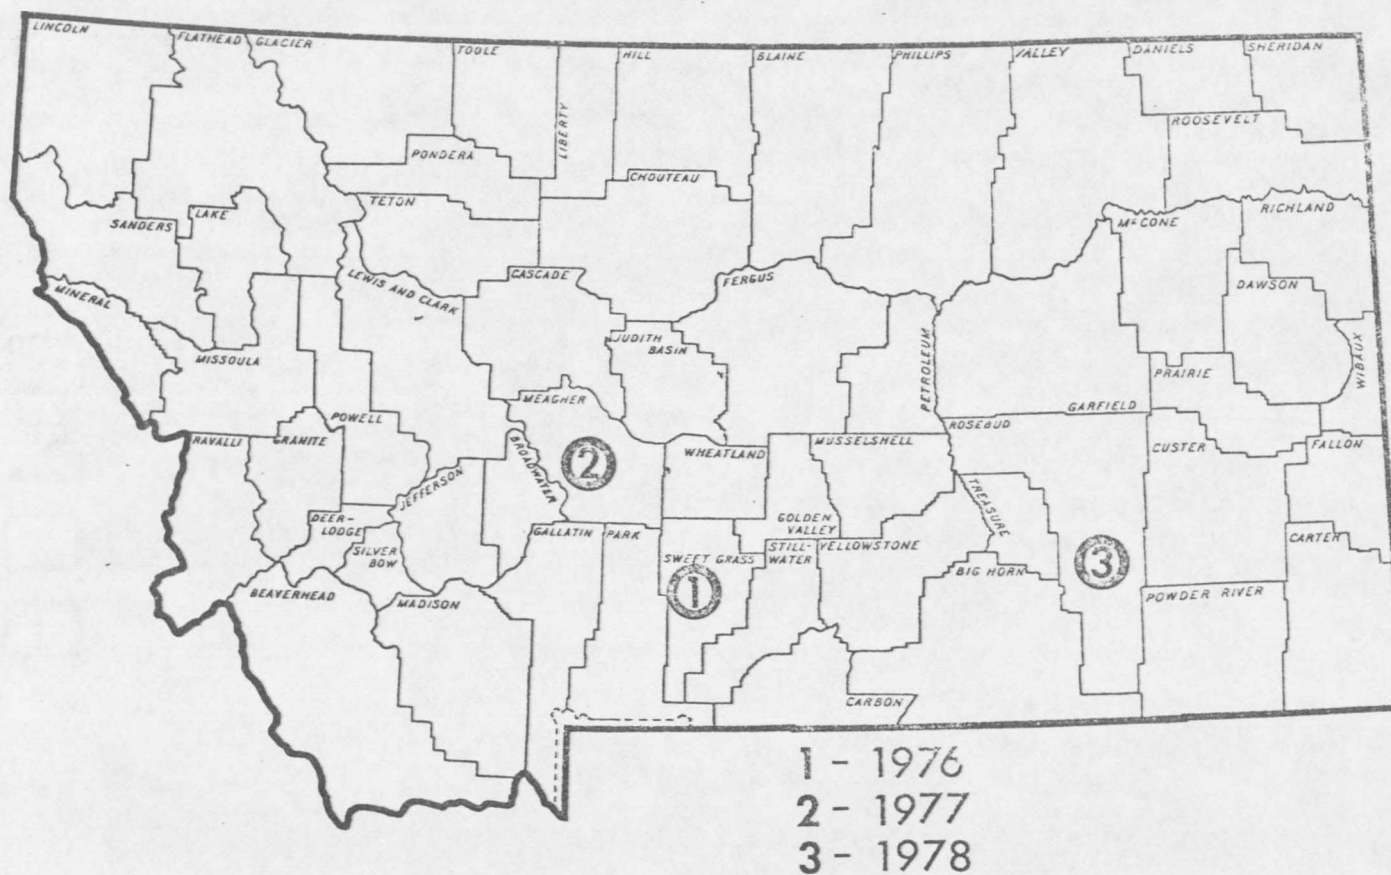 LINCOLN
FLATHEAD
GLACIER
TOOLE
LIBERTY
HILL
BLAINE
PHILLIPS
VALLEY
DANIELS
SHERIDAN
ROOSEVELT
PONDERA
CHOUTEAU
TETON
SANDERS
LAKE
McCONE
RICHLAND
MINERAL
LEWIS AND CLARK
CASCADE
FERGUS
DAWSON
MISSOULA
JUDITH
BASIN
PETROLEUM
PRAIRIE
WIBAUX
MEAGHER
POWELL
GARFIELD
ROSEBUD
RAVALLI
GRANITE
BROADWATER
2
WHEATLAND
MUSSELSHELL
CUSTER
FALLON
JEFFERSON
TREASURE
DEER-
LODGE
SILVER
BOW
GALLATIN
PARK
GOLDEN
VALLEY
SWEET GRASS
STILL-
WATER
YELLOWSTONE
BIG HORN
3
CARTER
1
BEAVERHEAD
MADISON
POWDER RIVER
CARBON
1 - 1976
2 - 1977
3 - 1978